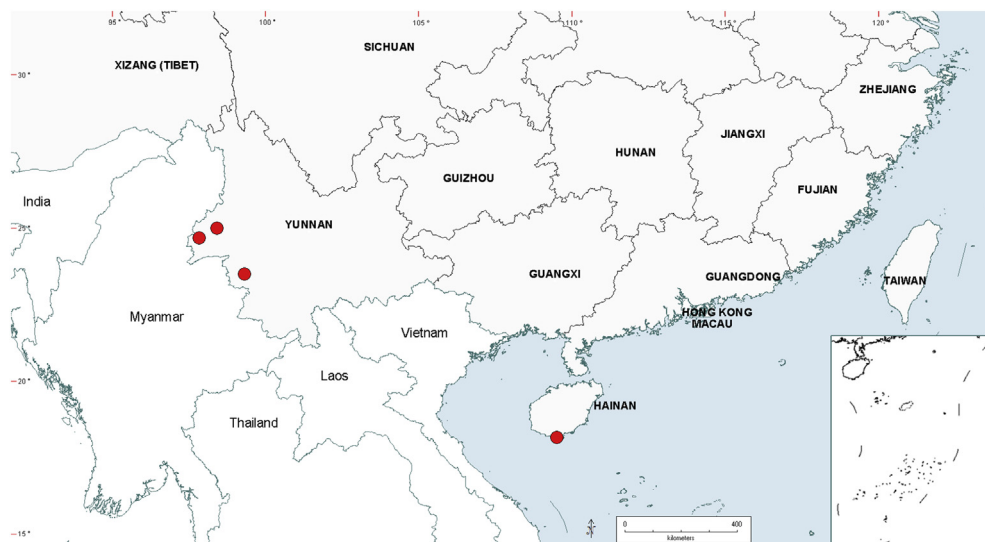 95 100 105° 110° 115° 120°
SICHUAN
XIZANG (TIBET)
30°
ZHEJIANG
JIANGXI
HUNAN
GUIZHOU
FUJIAN
India
25°
YUNNAN
GUANGXI
GUANGDONG
TAIWAN
HONG KONG
MACAU
Myanmar
Vietnam
Laos
20°
HAINAN
Thailand
15°
0 400
kilometers